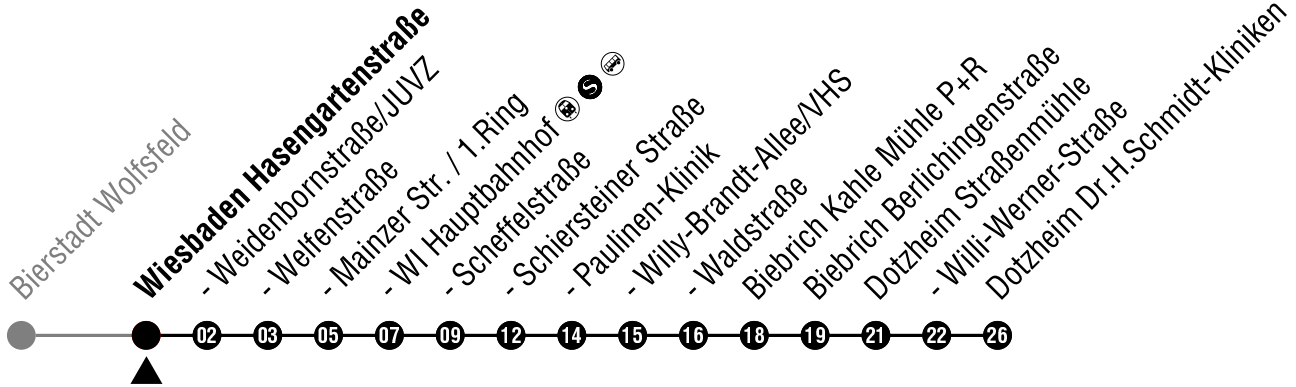 Bierstadt Wolfsfeld
Wiesbaden Hasengartenstraße
- Weidenbornstraße/JUVZ
- Welfenstraße
- Mainzer Str. / 1.Ring
- WI Hauptbahnhof S
- Scheffelstraße
- Schiersteiner Straße
- Paulinen-Klinik
- Willy-Brandt-Allee/VHS
- Waldstraße
Biebrich Kahle Mühle P+R
Biebrich Berlichingenstraße
Dotzheim Straßenmühle
- Willi-Werner-Straße
Dotzheim Dr.H.Schmidt-Kliniken
02 03 05 07 09 12 14 15 16 18 19 21 22 26